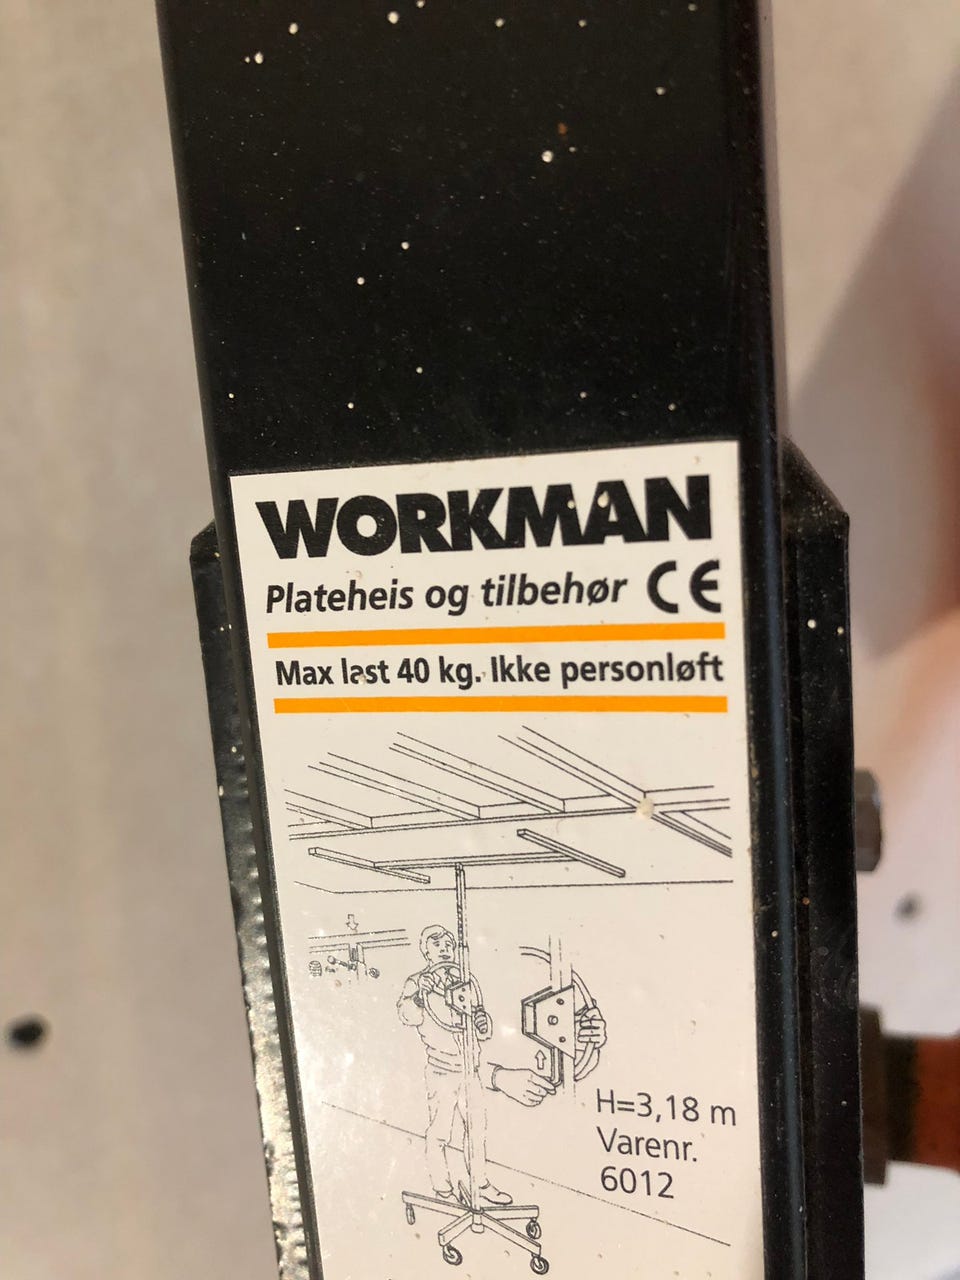 WORKMAN
Plateheis og tilbehør CE
Max last 40 kg. Ikke personløft
H=3,18 m
Varenr.
6012